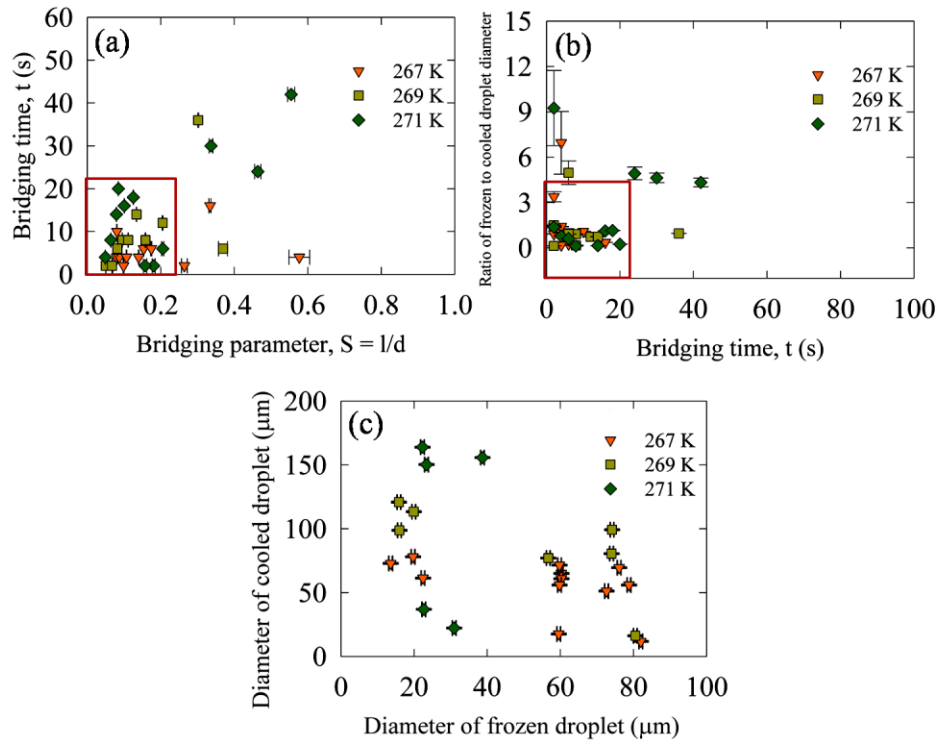 (a)
Bridging time, t (s)
60
50
40
30
20
10
0
0.0 0.2 0.4 0.6 0.8 1.0
Bridging parameter, S = l/d
267 K
269 K
271 K
(b)
Ratio of frozen to cooled droplet diameter
15
12
9
6
3
0
0 20 40 60 80 100
Bridging time, t (s)
267 K
269 K
271 K
(c)
Diameter of cooled droplet (μm)
200
150
100
50
0
0 20 40 60 80 100
Diameter of frozen droplet (μm)
267 K
269 K
271 K